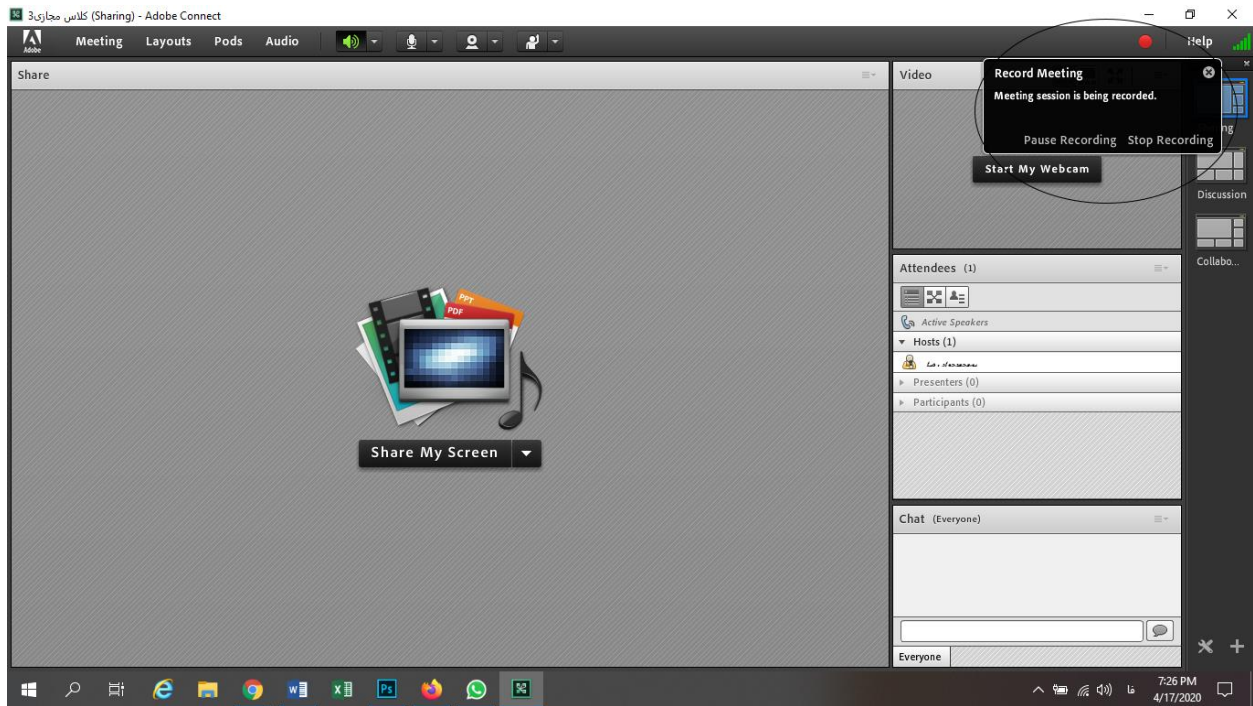 کلاس مجازی3 (Sharing) - Adobe Connect
Adobe
Meeting Layouts Pods Audio
Help
Share
Video
Record Meeting
Meeting session is being recorded.
Pause Recording Stop Recording
Start My Webcam
Discussion
Collabo...
Attendees (1)
Active Speakers
Hosts (1)
Presenters (0)
Participants (0)
PPT
PDF
Share My Screen
Chat (Everyone)
Everyone
Ps
فا
7:26 PM
4/17/2020